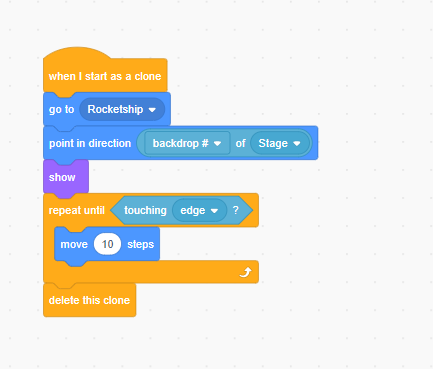 when I start as a clone
go to Rocketship
point in direction backdrop # of Stage
show
repeat until touching edge ?
move 10 steps
delete this clone